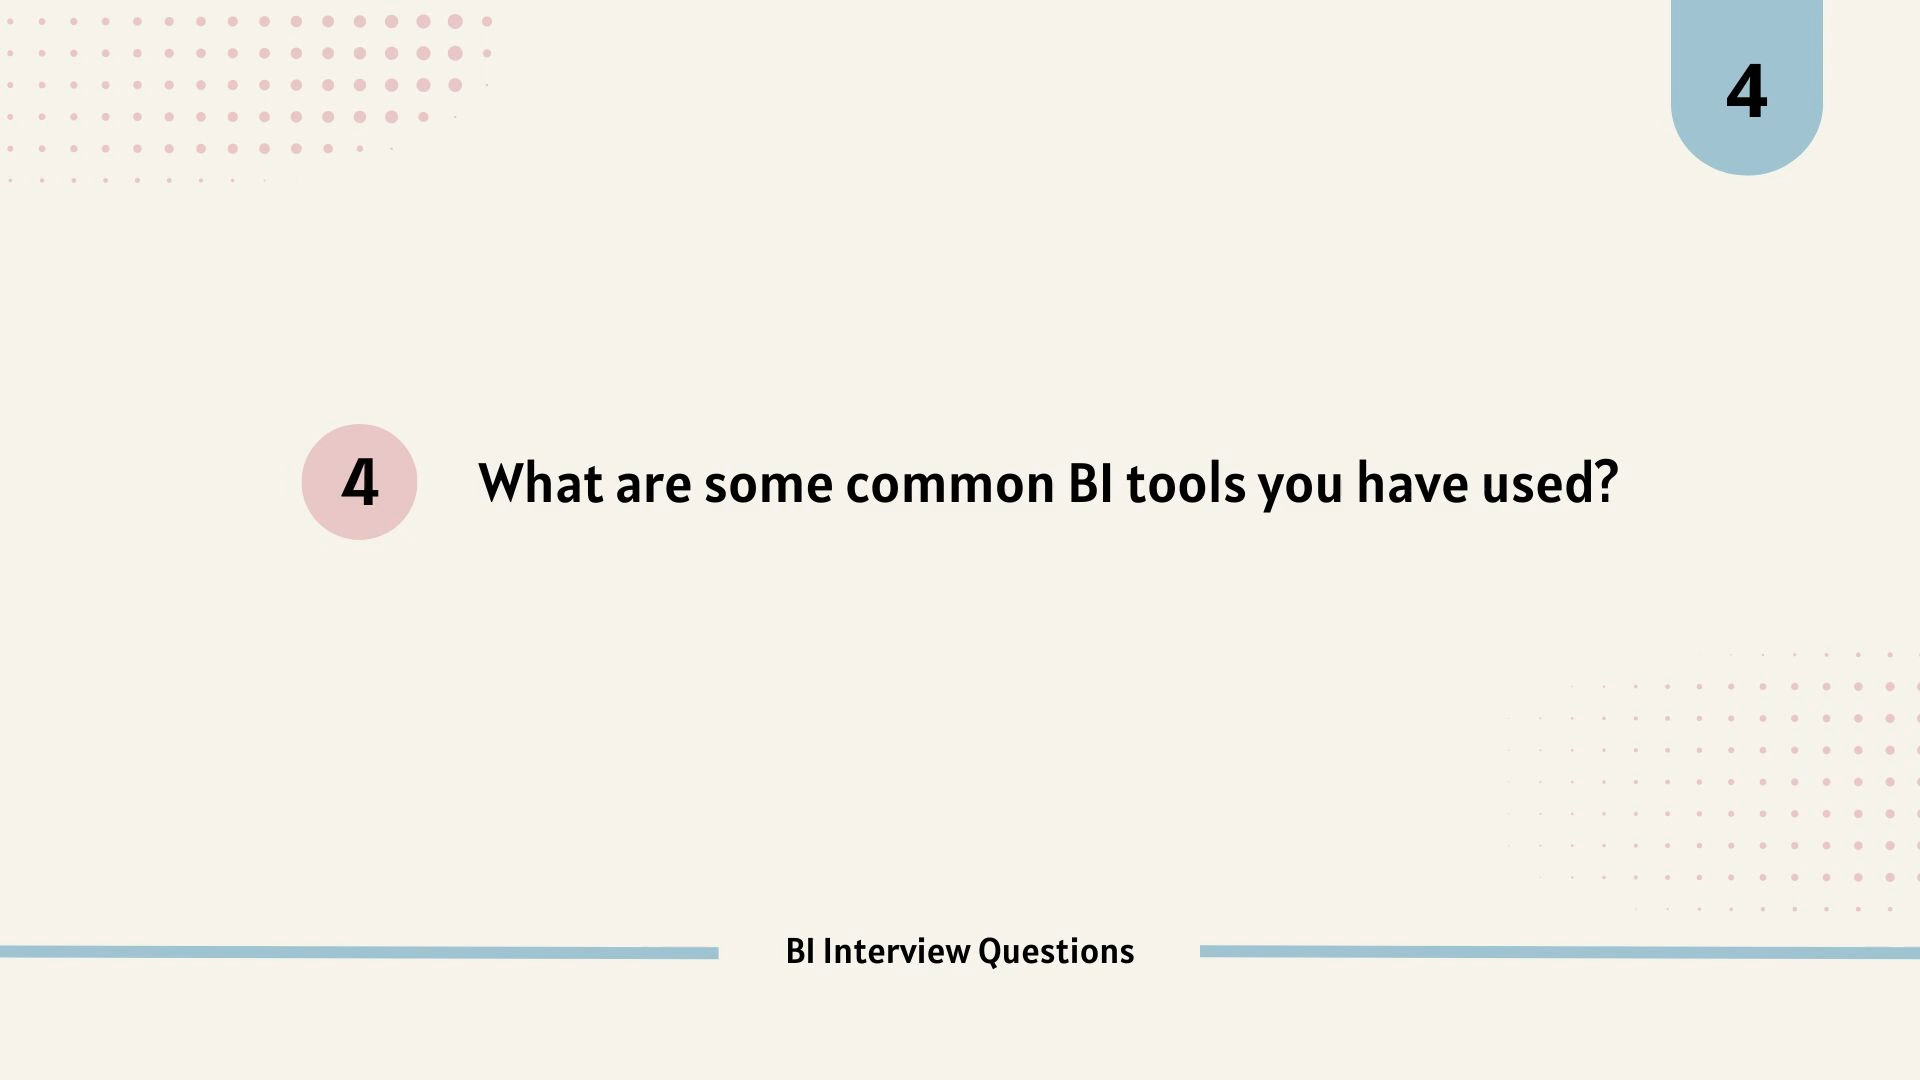 4
4 What are some common BI tools you have used?
BI Interview Questions